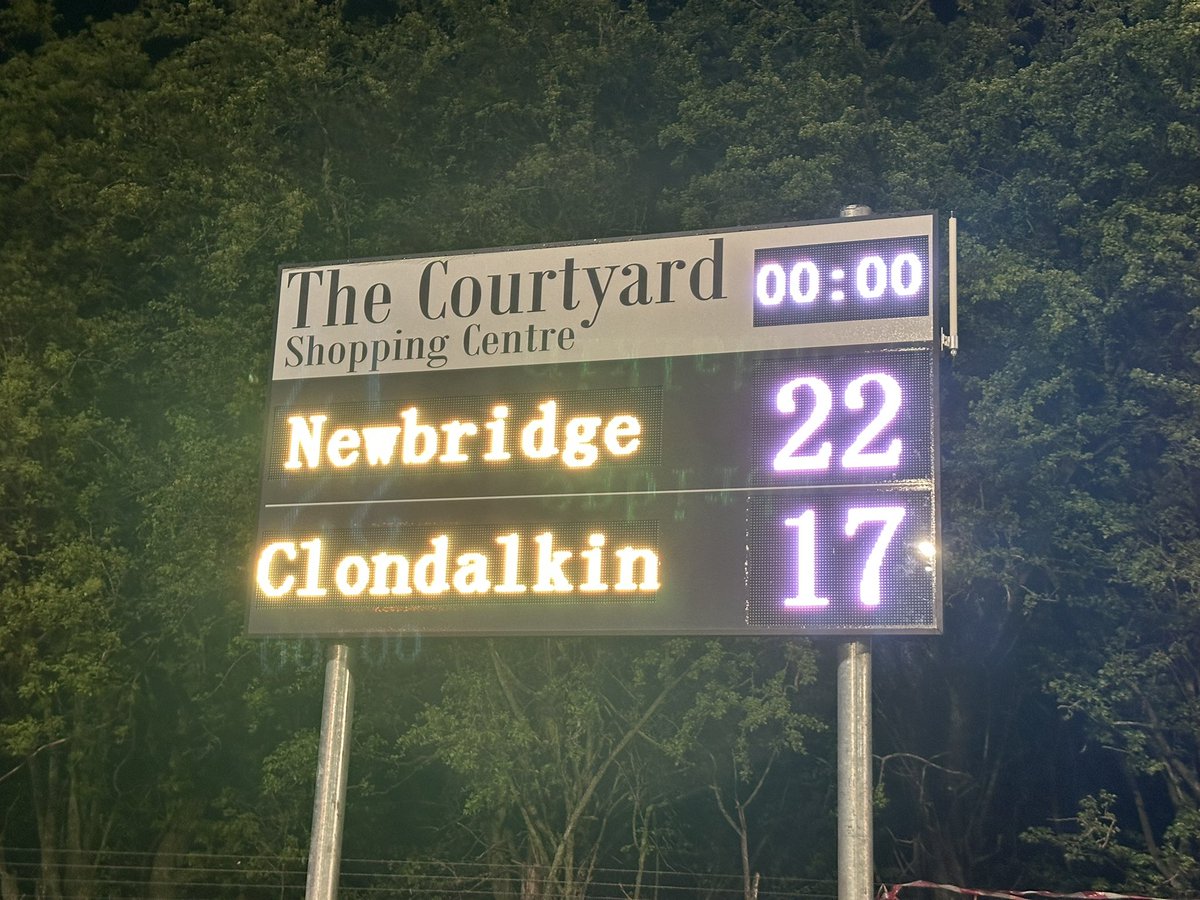 The Courtyard
Shopping Centre
00:00
Newbridge 22
Clondalkin 17